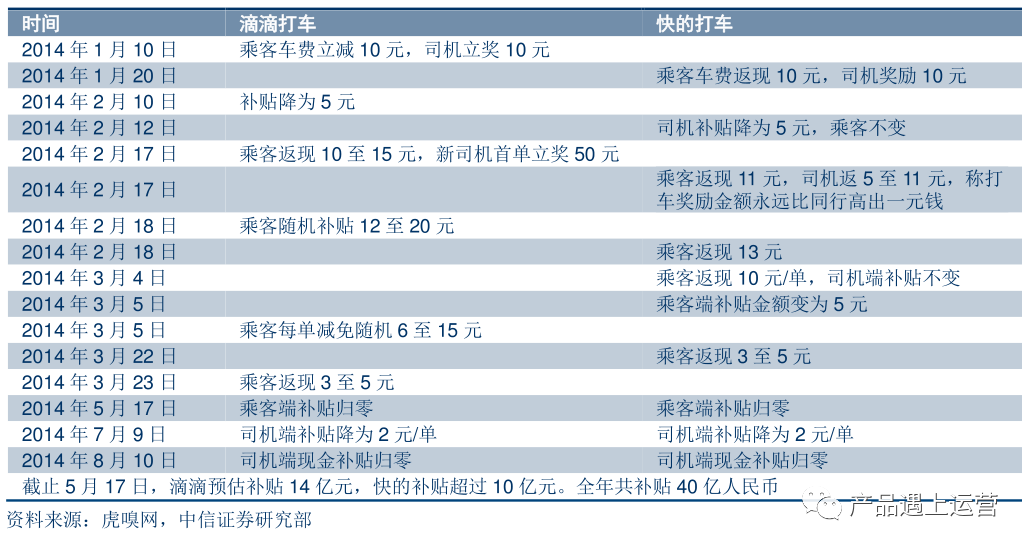 时间 滴滴打车 快的打车
2014 年 1 月 10 日 乘客车费立减 10 元，司机立奖 10 元
2014 年 1 月 20 日 乘客车费返现 10 元，司机奖励 10 元
2014 年 2 月 10 日 补贴降为 5 元
2014 年 2 月 12 日 司机补贴降为 5 元，乘客不变
2014 年 2 月 17 日 乘客返现 10 至 15 元，新司机首单立奖 50 元
2014 年 2 月 17 日 乘客返现 11 元，司机返 5 至 11 元，称打
车奖励金额永远比同行高出一元钱
2014 年 2 月 18 日 乘客随机补贴 12 至 20 元
2014 年 2 月 18 日 乘客返现 13 元
2014 年 3 月 4 日 乘客返现 10 元/单，司机端补贴不变
2014 年 3 月 5 日 乘客端补贴金额变为 5 元
2014 年 3 月 5 日 乘客每单减免随机 6 至 15 元
2014 年 3 月 22 日 乘客返现 3 至 5 元
2014 年 3 月 23 日 乘客返现 3 至 5 元
2014 年 5 月 17 日 乘客端补贴归零 乘客端补贴归零
2014 年 7 月 9 日 司机端补贴降为 2 元/单 司机端补贴降为 2 元/单
2014 年 8 月 10 日 司机端现金补贴归零 司机端现金补贴归零
截止 5 月 17 日，滴滴预估补贴 14 亿元，快的补贴超过 10 亿元。全年共补贴 40 亿人民币
产品遇上运营
资料来源：虎嗅网，中信证券研究部